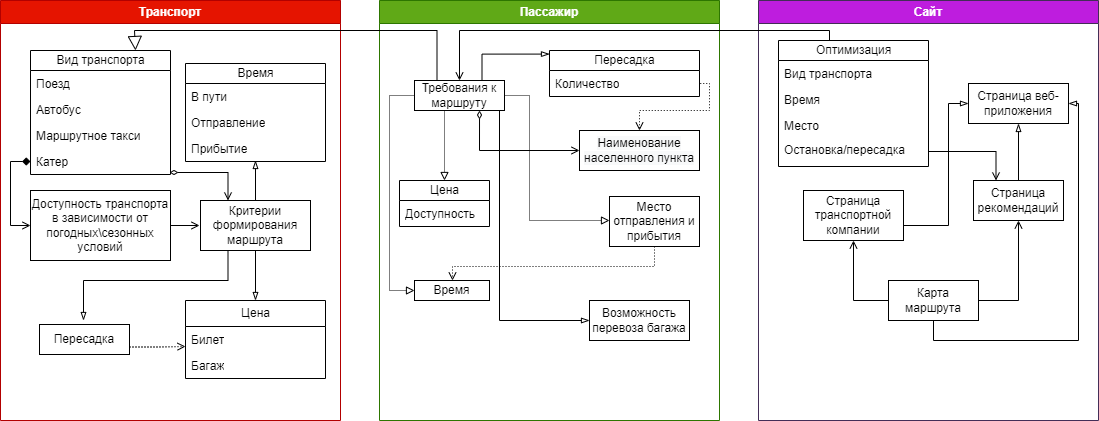 Транспорт
Вид транспорта
Поезд
Автобус
Маршрутное такси
Катер
Время
В пути
Отправление
Прибытие
Доступность транспорта
в зависимости от
погодных\сезонных
условий
Критерии
формирования
маршрута
Пересадка
Цена
Билет
Багаж
Пассажир
Требования к
маршруту
Пересадка
Количество
Наименование
населенного пункта
Цена
Доступность
Место
отправления и
прибытия
Время
Возможность
перевоза багажа
Сайт
Оптимизация
Вид транспорта
Время
Место
Остановка/пересадка
Страница веб-
приложения
Страница
рекомендаций
Страница
транспортной
компании
Карта
маршрута